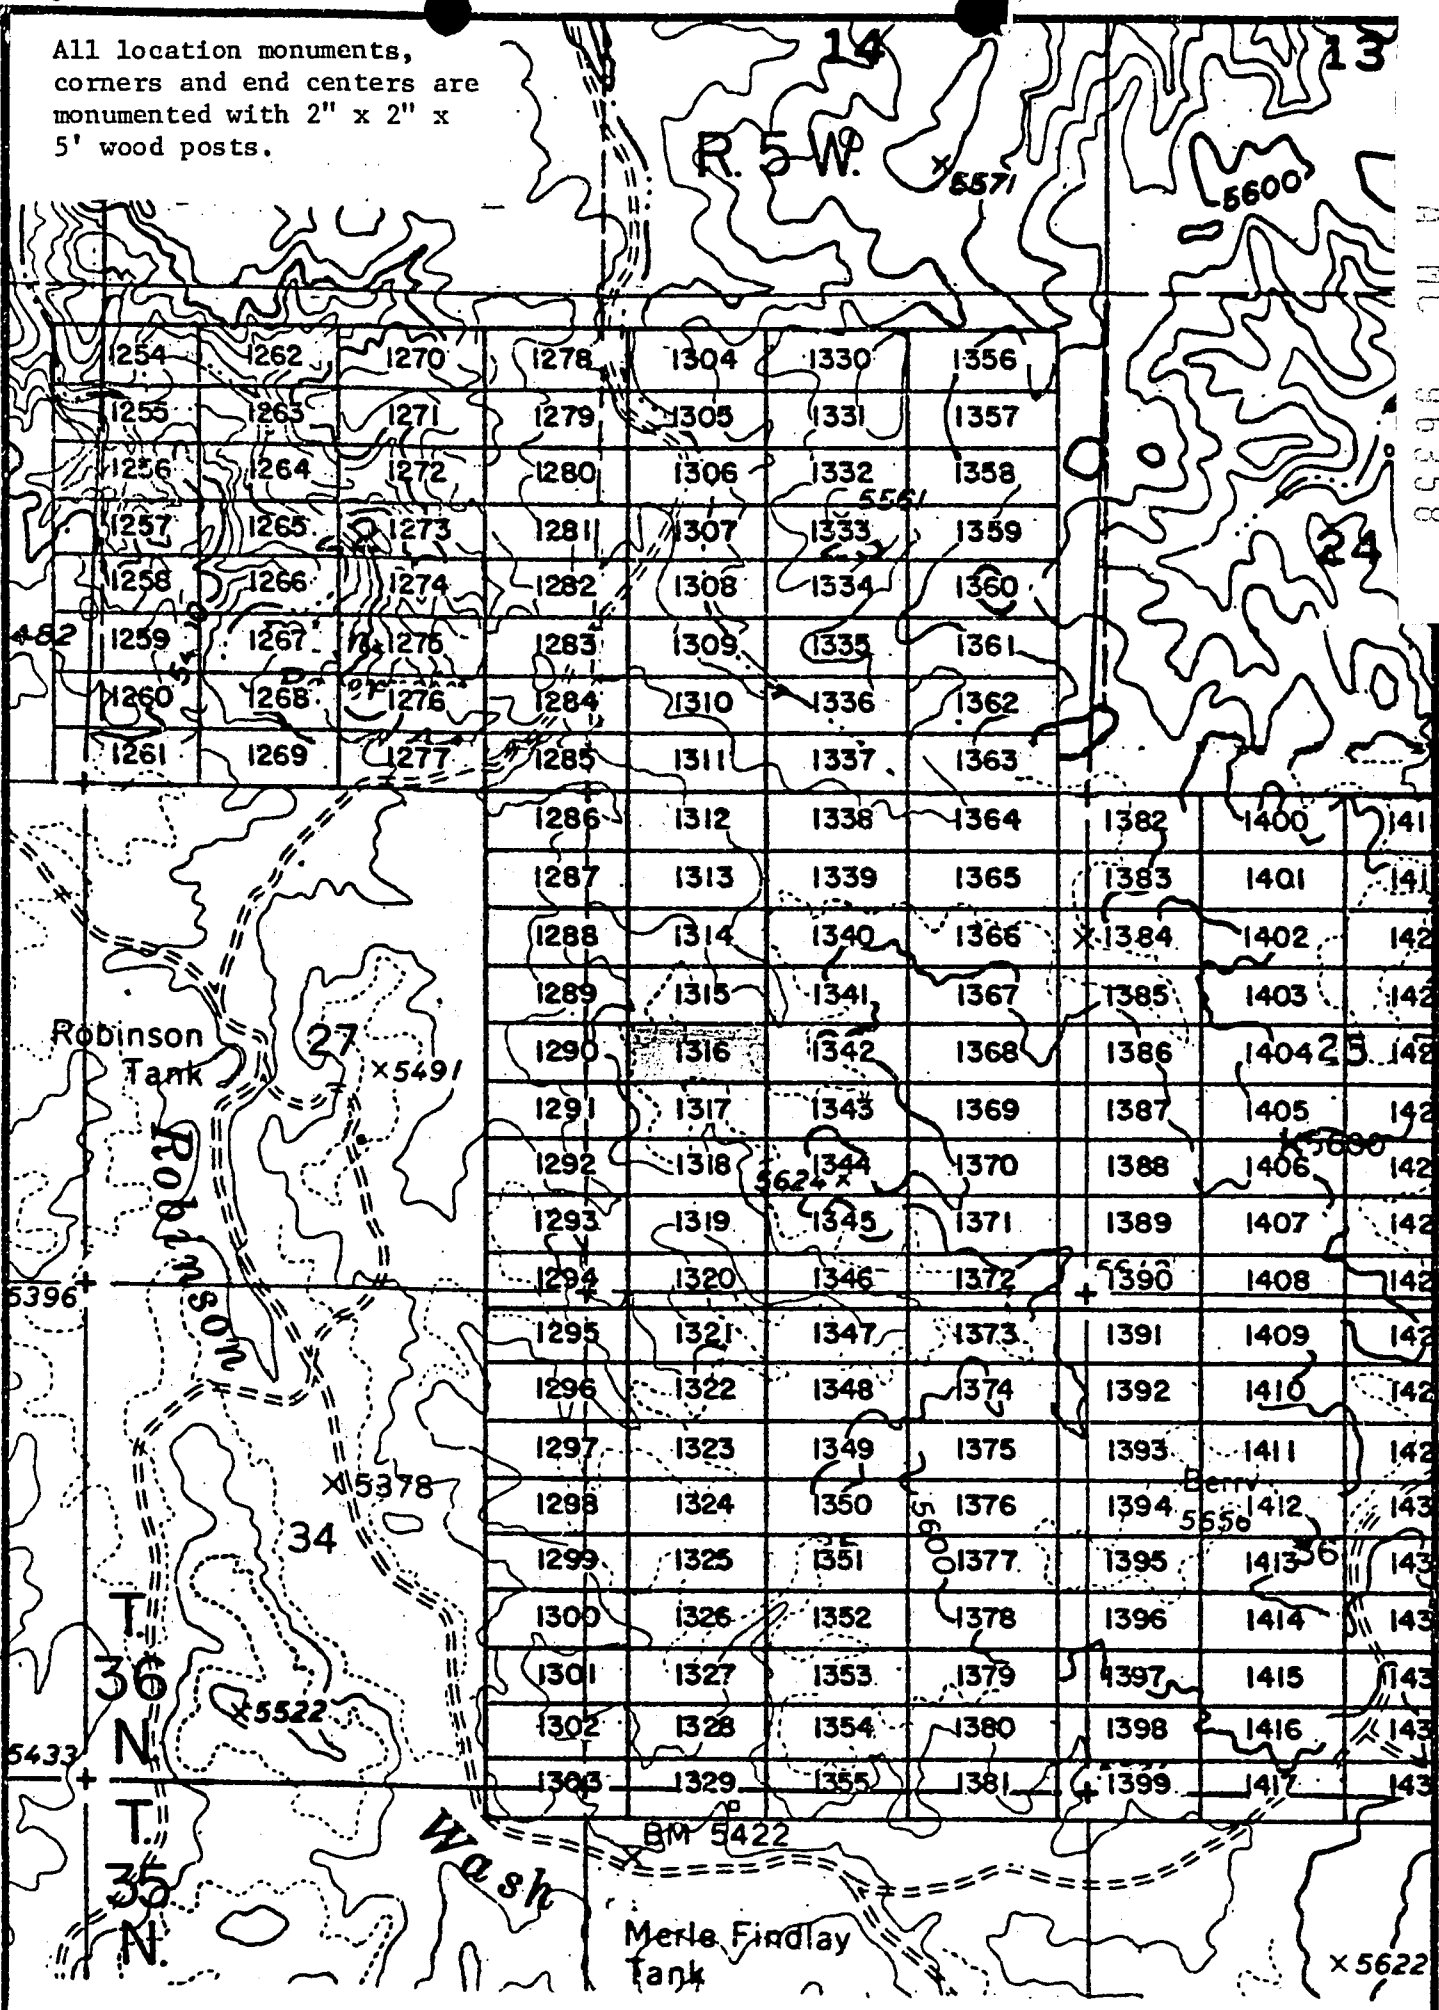 All location monuments,
corners and end centers are
monumented with 2" x 2" x
5' wood posts.
14
13
R. 5 W.
×5571
5600
A MC 96358
1254 1262 1270 1278 1304 1330 1356
1255 1263 1271 1279 1305 1331 1357
1256 1264 1272 1280 1306 1332 1358
5561
1257 1265 1273 1281 1307 1333 1359
24
1258 1266 1274 1282 1308 1334 1360
1259 1267 1275 1283 1309 1335 1361
1260 1268 1276 1284 1310 1336 1362
1261 1269 1277 1285 1311 1337 1363
1286 1312 1338 1364 1382 1400
1287 1313 1339 1365 1383 1401
1288 1314 1340 1366 ×1384 1402
1289 1315 1341 1367 1385 1403
Robinson
Tank
27
×5491
1290 1316 1342 1368 1386 1404 25
1291 1317 1343 1369 1387 1405
1292 1318 1344 1370 1388 1406
5624×
1293 1319 1345 1371 1389 1407
1294 1320 1346 1372 1390 1408
5396
1295 1321 1347 1373 1391 1409
1296 1322 1348 1374 1392 1410
1297 1323 1349 1375 1393 1411
×5378
Berry
5656
1298 1324 1350 1376 1394 1412
34
5600
36
1299 1325 1351 1377 1395 1413
1300 1326 1352 1378 1396 1414
1301 1327 1353 1379 1397 1415
T.
36
N
×5522
1302 1328 1354 1380 1398 1416
5433
1303 1329 1355 1381 1399 1417
T.
35
N.
Robinson
Wash
BM 5422
×
Merle Findlay
Tank
×5622